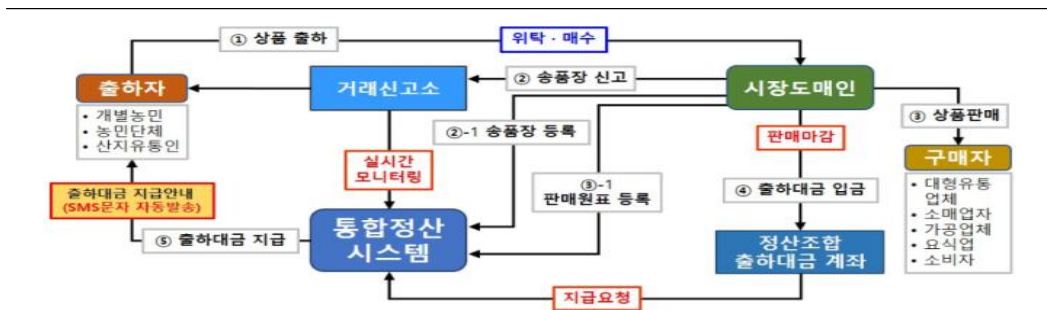 ① 상품 출하
위탁 · 매수
출하자
거래신고소
② 송품장 신고
시장도매인
• 개별농민
• 농민단체
• 산지유통인
②-1 송품장 등록
판매마감
③ 상품판매
구매자
실시간
모니터링
출하대금 지급안내
(SMS문자 자동발송)
③-1
판매원표 등록
④ 출하대금 입금
• 대형유통
업체
• 소매업자
• 가공업체
• 요식업
• 소비자
⑤ 출하대금 지급
통합정산
시스템
정산조합
출하대금 계좌
지급요청